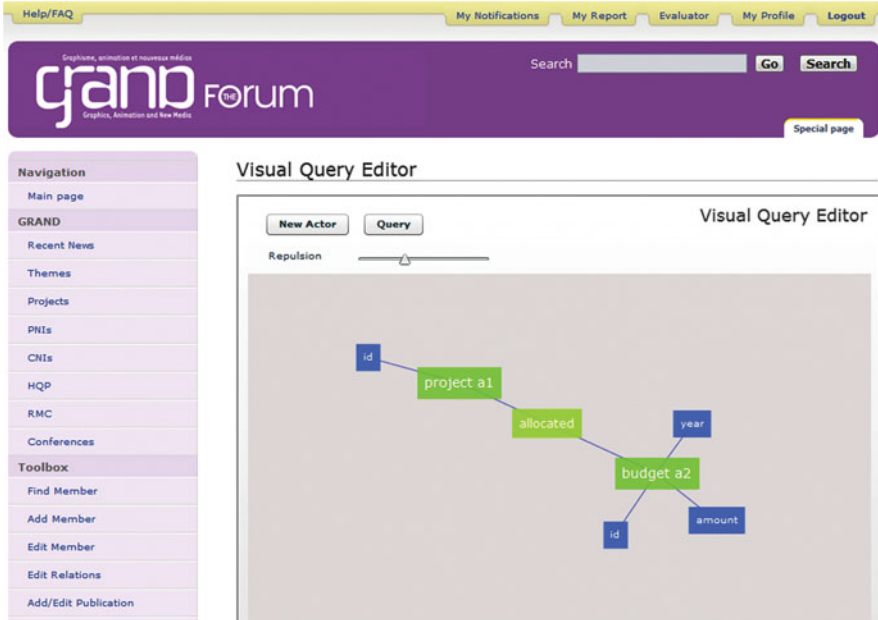 Help/FAQ
My Notifications My Report Evaluator My Profile Logout
Graphisme, animation et nouveaux médias
grand
Graphics, Animation and New Media
THE
Forum
Search Go Search
Special page
Navigation
Main page
GRAND
Recent News
Themes
Projects
PNIs
CNIs
HQP
RMC
Conferences
Toolbox
Find Member
Add Member
Edit Member
Edit Relations
Add/Edit Publication
Visual Query Editor
Visual Query Editor
New Actor Query
Repulsion
id
project a1
allocated
year
budget a2
amount
id